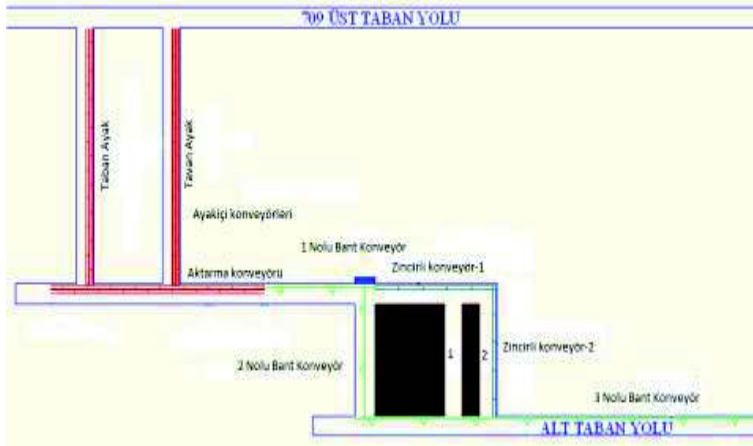 709 ÜST TABAN YOLU
Taban Ayak
Tavan Ayak
Ayakiçi konveyörleri
1 Nolu Bant Konveyör
Aktarma konveyörü
Zincirli konveyör-1
2 Nolu Bant Konveyör
1
2
Zincirli konveyör-2
3 Nolu Bant Konveyör
ALT TABAN YOLU